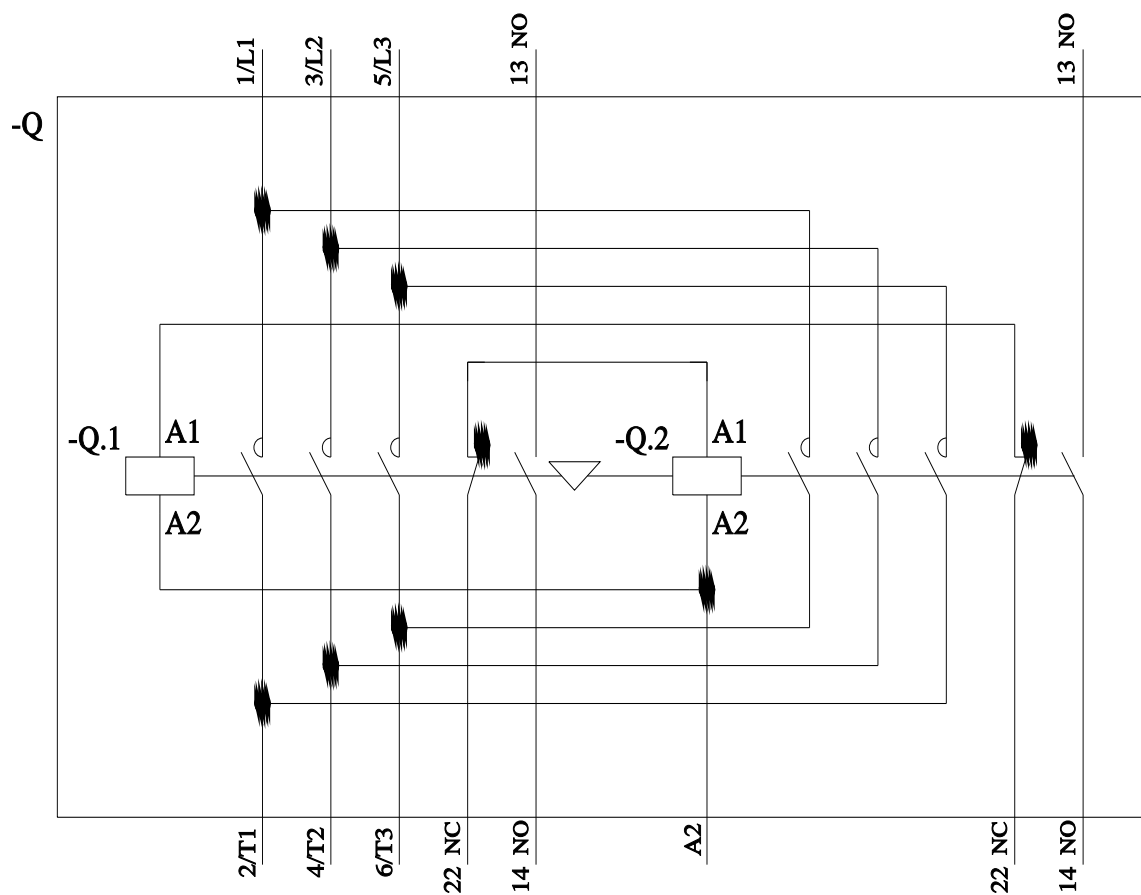 1/L1
3/L2
5/L3
13 NO
13 NO
-Q
-Q.1
A1
-Q.2
A1
A2
A2
2/T1
4/T2
6/T3
22 NC
14 NO
A2
22 NC
14 NO